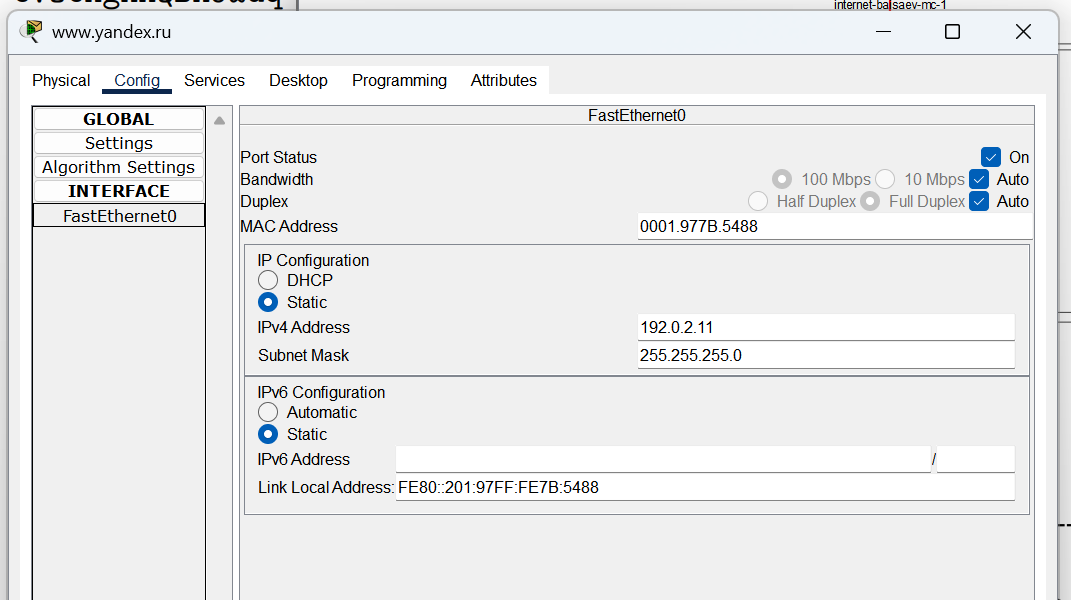 internet-balsaev-mc-1
www.yandex.ru
Physical Config Services Desktop Programming Attributes
GLOBAL
Settings
Algorithm Settings
INTERFACE
FastEthernet0
FastEthernet0
Port Status On
Bandwidth 100 Mbps 10 Mbps Auto
Duplex Half Duplex Full Duplex Auto
MAC Address 0001.977B.5488
IP Configuration
DHCP
Static
IPv4 Address 192.0.2.11
Subnet Mask 255.255.255.0
IPv6 Configuration
Automatic
Static
IPv6 Address /
Link Local Address: FE80::201:97FF:FE7B:5488